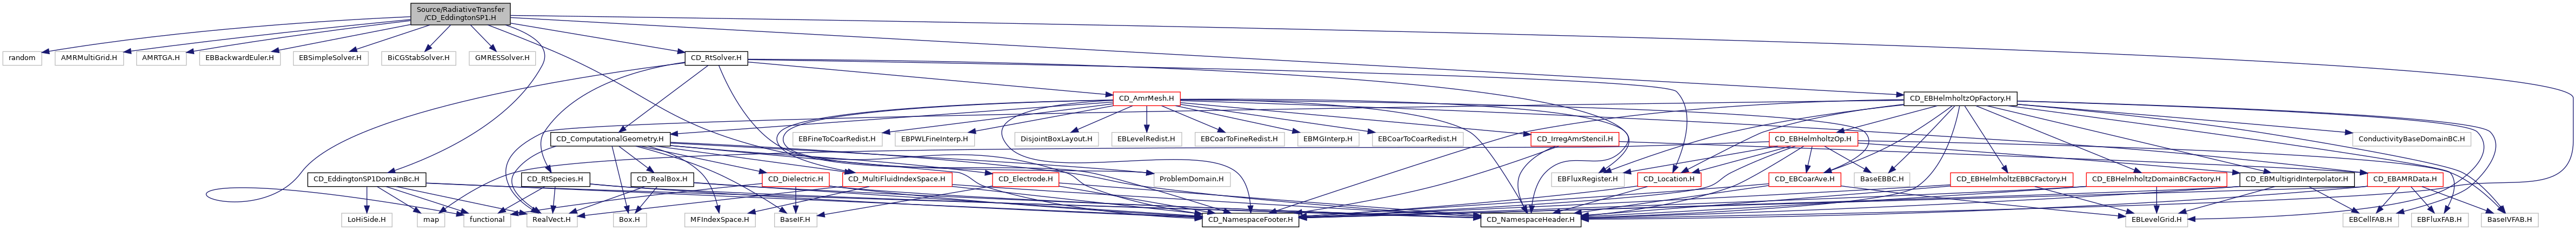 Source/RadiativeTransfer
/CD_EddingtonSP1.H
random
AMRMultiGrid.H
AMRTGA.H
EBBackwardEuler.H
EBSimpleSolver.H
BiCGStabSolver.H
GMRESSolver.H
CD_RtSolver.H
CD_AmrMesh.H
CD_EBHelmholtzOpFactory.H
CD_ComputationalGeometry.H
EBFineToCoarRedist.H
EBPWLFineInterp.H
DisjointBoxLayout.H
EBLevelRedist.H
EBCoarToFineRedist.H
EBMGInterp.H
EBCoarToCoarRedist.H
CD_IrregAmrStencil.H
CD_EBHelmholtzOp.H
ConductivityBaseDomainBC.H
CD_EddingtonSP1DomainBc.H
CD_RtSpecies.H
CD_RealBox.H
CD_Dielectric.H
CD_MultiFluidIndexSpace.H
CD_Electrode.H
ProblemDomain.H
EBFluxRegister.H
CD_Location.H
CD_EBCoarAve.H
BaseEBBC.H
CD_EBHelmholtzEBBCFactory.H
CD_EBHelmholtzDomainBCFactory.H
CD_EBMultigridInterpolator.H
CD_EBAMRData.H
LoHiSide.H
map
functional
RealVect.H
Box.H
MFIndexSpace.H
BaseIF.H
CD_NamespaceFooter.H
CD_NamespaceHeader.H
EBLevelGrid.H
EBCellFAB.H
EBFluxFAB.H
BaseIVFAB.H